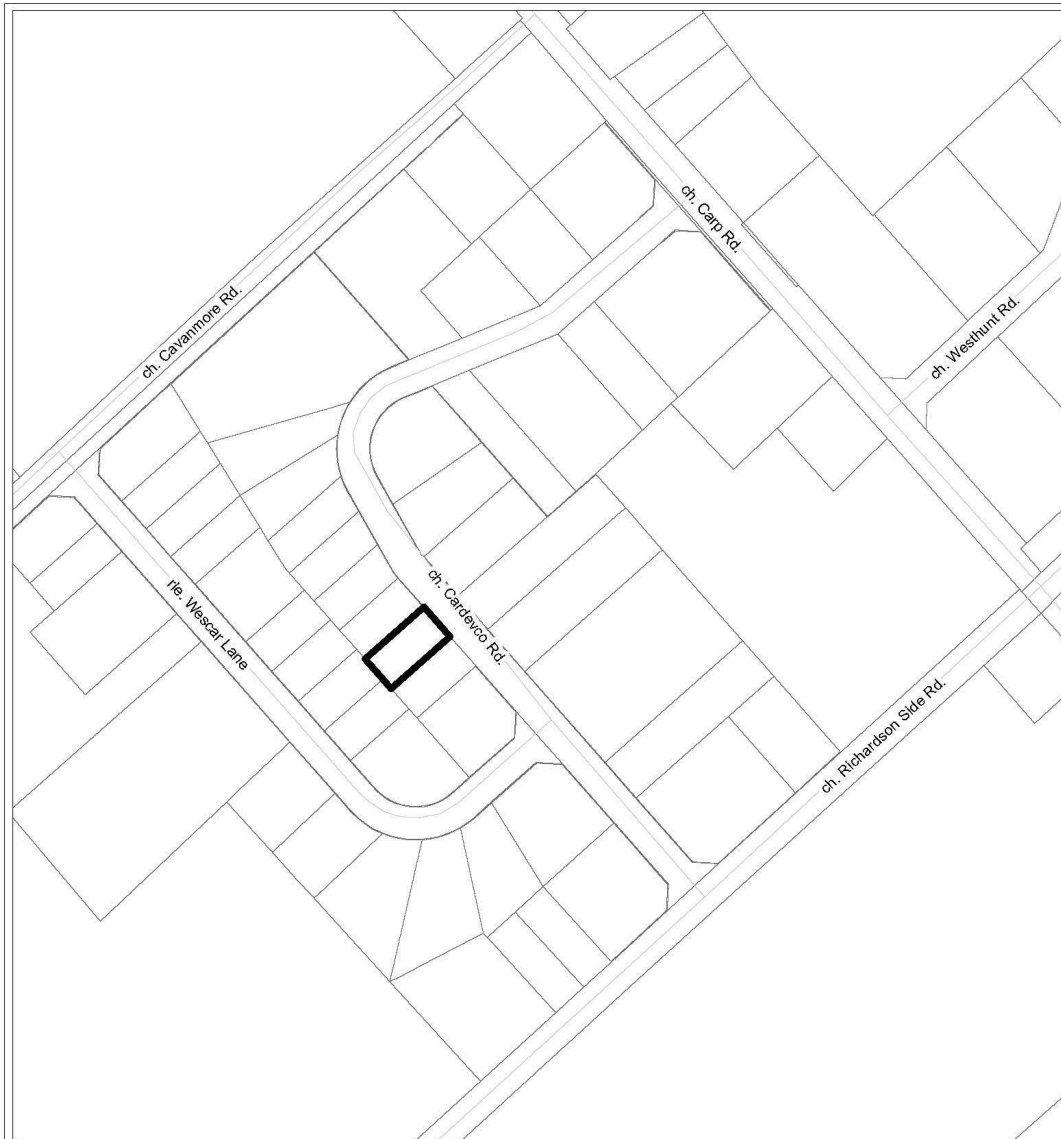 ch. Carp Rd.
ch. Cavanmore Rd.
ch. Westhunt Rd.
rle. Wescar Lane
ch. Cardevco Rd.
ch. Richardson Side Rd.